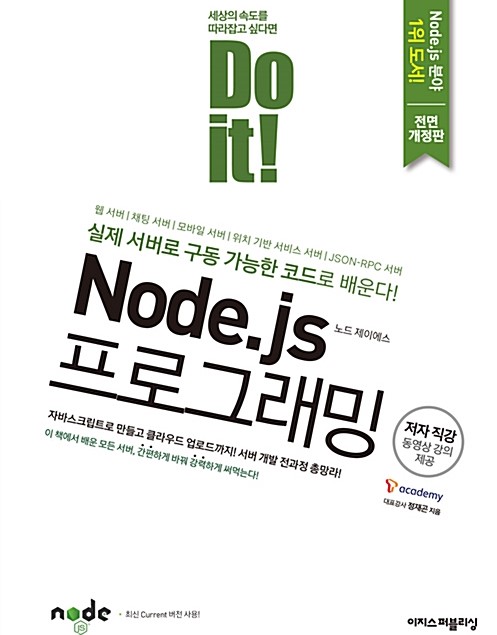 세상의 속도를
따라잡고 싶다면
Do
it!
Node.js 분야
1위 도서!
전면
개정판
웹 서버 | 채팅 서버 | 모바일 서버 | 위치 기반 서비스 서버 | JSON-RPC 서버
실제 서버로 구동 가능한 코드로 배운다!
Node.js 노드 제이에스
프로그래밍
자바스크립트로 만들고 클라우드 업로드까지! 서버 개발 전과정 총망라!
이 책에서 배운 모든 서버, 간편하게 바꿔 강력하게 써먹는다!
저자 직강
동영상 강의
제공
T academy
대표강사 정재곤 지음
node
JS
• 최신 Current 버전 사용!
이지스퍼블리싱